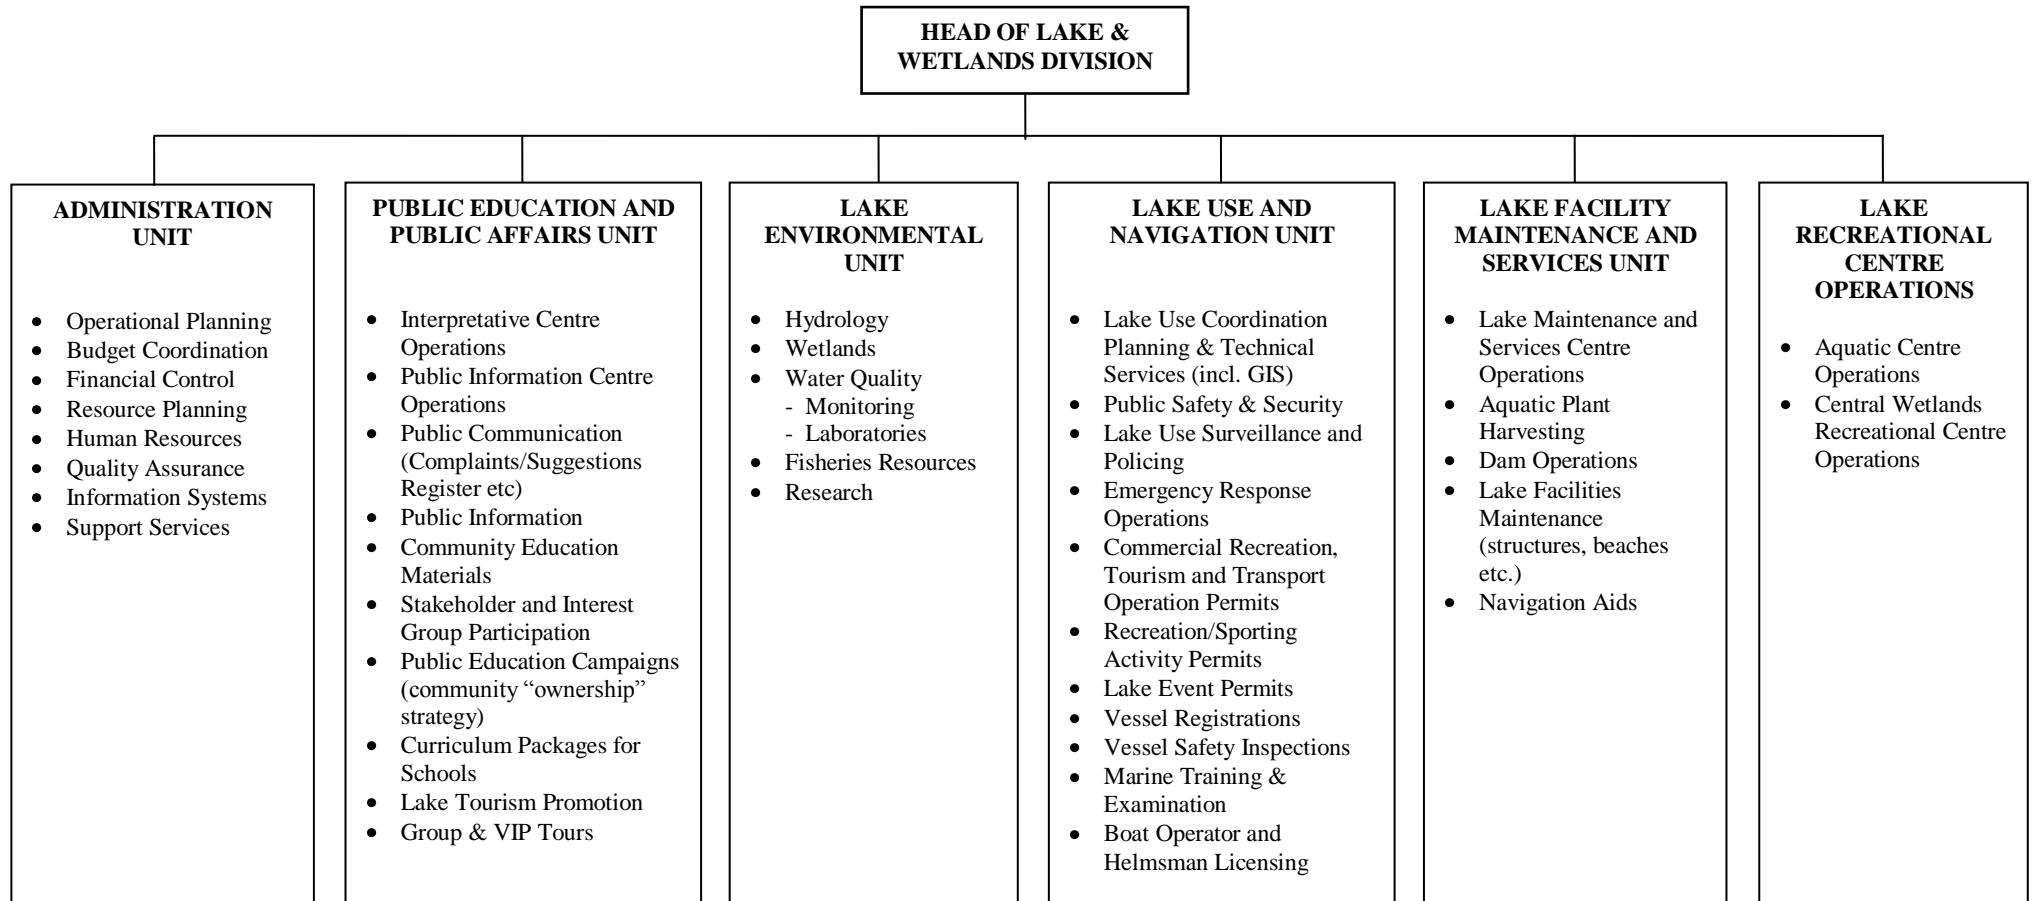 HEAD OF LAKE &
WETLANDS DIVISION
ADMINISTRATION
UNIT
• Operational Planning
• Budget Coordination
• Financial Control
• Resource Planning
• Human Resources
• Quality Assurance
• Information Systems
• Support Services
PUBLIC EDUCATION AND
PUBLIC AFFAIRS UNIT
• Interpretative Centre
Operations
• Public Information Centre
Operations
• Public Communication
(Complaints/Suggestions
Register etc)
• Public Information
• Community Education
Materials
• Stakeholder and Interest
Group Participation
• Public Education Campaigns
(community “ownership”
strategy)
• Curriculum Packages for
Schools
• Lake Tourism Promotion
• Group & VIP Tours
LAKE
ENVIRONMENTAL
UNIT
• Hydrology
• Wetlands
• Water Quality
- Monitoring
- Laboratories
• Fisheries Resources
• Research
LAKE USE AND
NAVIGATION UNIT
• Lake Use Coordination
Planning & Technical
Services (incl. GIS)
• Public Safety & Security
• Lake Use Surveillance and
Policing
• Emergency Response
Operations
• Commercial Recreation,
Tourism and Transport
Operation Permits
• Recreation/Sporting
Activity Permits
• Lake Event Permits
• Vessel Registrations
• Vessel Safety Inspections
• Marine Training &
Examination
• Boat Operator and
Helmsman Licensing
LAKE FACILITY
MAINTENANCE AND
SERVICES UNIT
• Lake Maintenance and
Services Centre
Operations
• Aquatic Plant
Harvesting
• Dam Operations
• Lake Facilities
Maintenance
(structures, beaches
etc.)
• Navigation Aids
LAKE
RECREATIONAL
CENTRE
OPERATIONS
• Aquatic Centre
Operations
• Central Wetlands
Recreational Centre
Operations